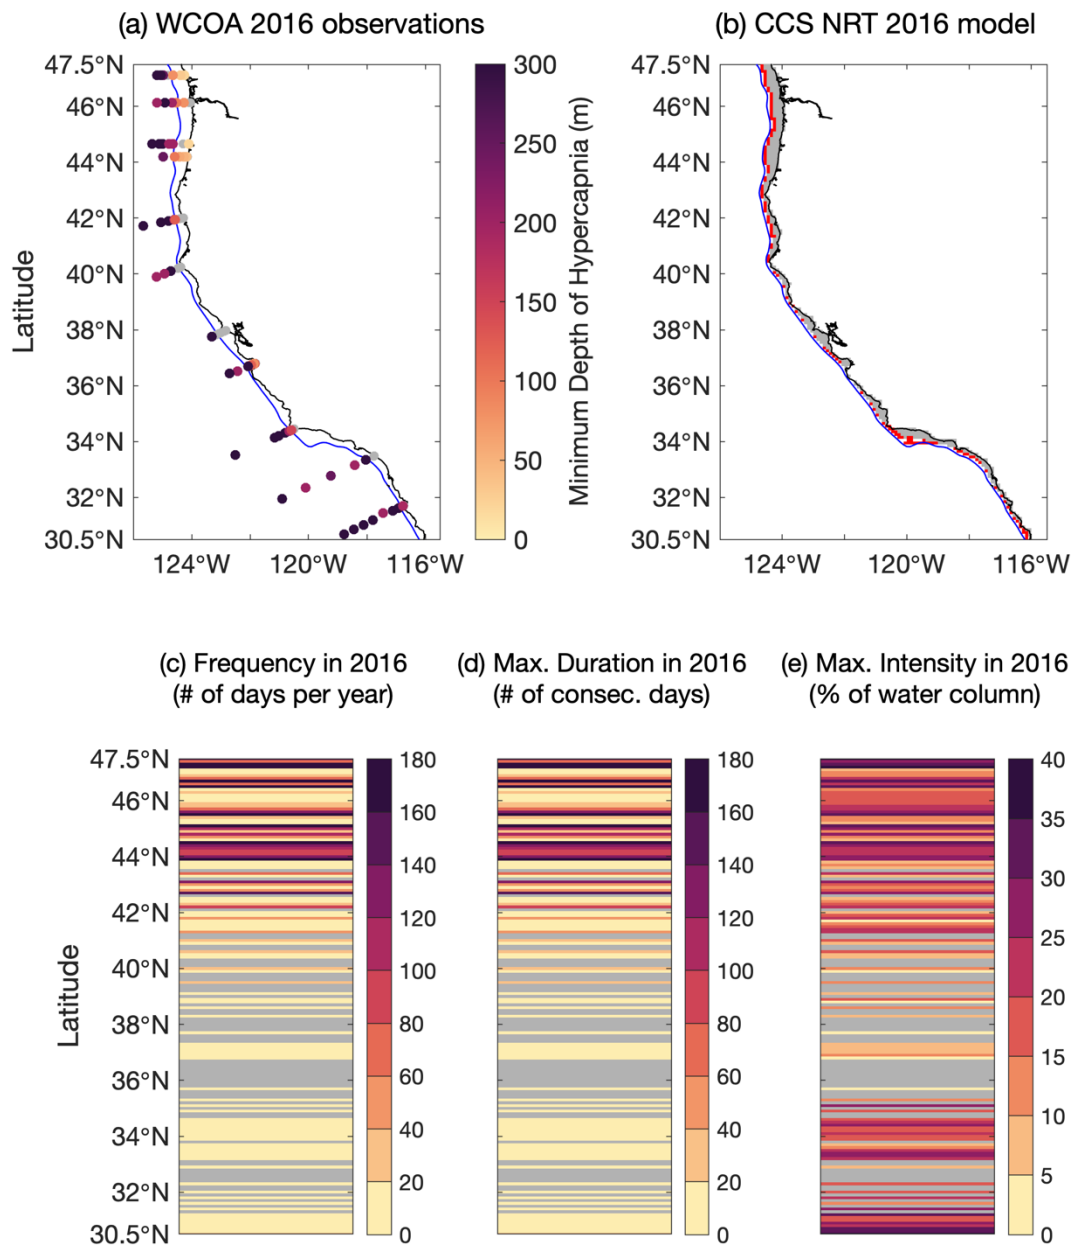 (a) WCOA 2016 observations
(b) CCS NRT 2016 model
47.5°N
46°N
44°N
42°N
40°N
38°N
36°N
34°N
32°N
30.5°N
Latitude
124°W
120°W
116°W
300
250
200
150
100
50
0
Minimum Depth of Hypercapnia (m)
47.5°N
46°N
44°N
42°N
40°N
38°N
36°N
34°N
32°N
30.5°N
124°W
120°W
116°W
(c) Frequency in 2016
(# of days per year)
(d) Max. Duration in 2016
(# of consec. days)
(e) Max. Intensity in 2016
(% of water column)
47.5°N
46°N
44°N
42°N
40°N
38°N
36°N
34°N
32°N
30.5°N
Latitude
180
160
140
120
100
80
60
40
20
0
180
160
140
120
100
80
60
40
20
0
40
35
30
25
20
15
10
5
0